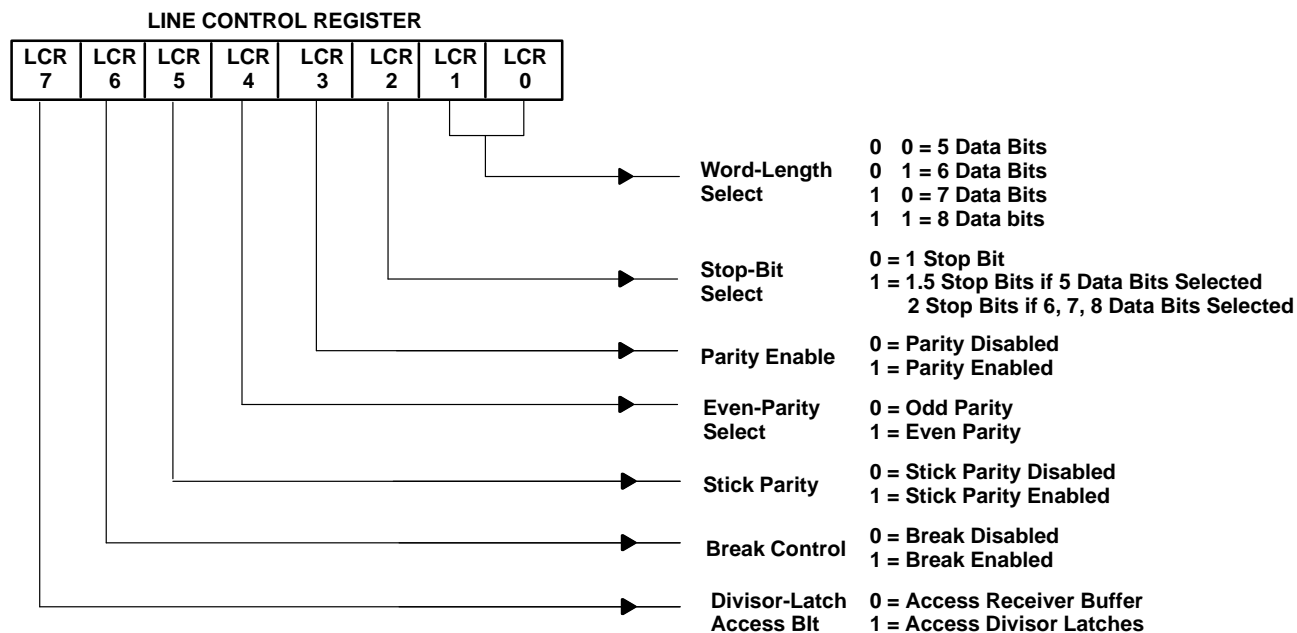 LINE CONTROL REGISTER
LCR 7 LCR 6 LCR 5 LCR 4 LCR 3 LCR 2 LCR 1 LCR 0
Word-Length
Select
0 0 = 5 Data Bits
0 1 = 6 Data Bits
1 0 = 7 Data Bits
1 1 = 8 Data bits
Stop-Bit
Select
0 = 1 Stop Bit
1 = 1.5 Stop Bits if 5 Data Bits Selected
2 Stop Bits if 6, 7, 8 Data Bits Selected
Parity Enable
0 = Parity Disabled
1 = Parity Enabled
Even-Parity
Select
0 = Odd Parity
1 = Even Parity
Stick Parity
0 = Stick Parity Disabled
1 = Stick Parity Enabled
Break Control
0 = Break Disabled
1 = Break Enabled
Divisor-Latch
Access BIt
0 = Access Receiver Buffer
1 = Access Divisor Latches